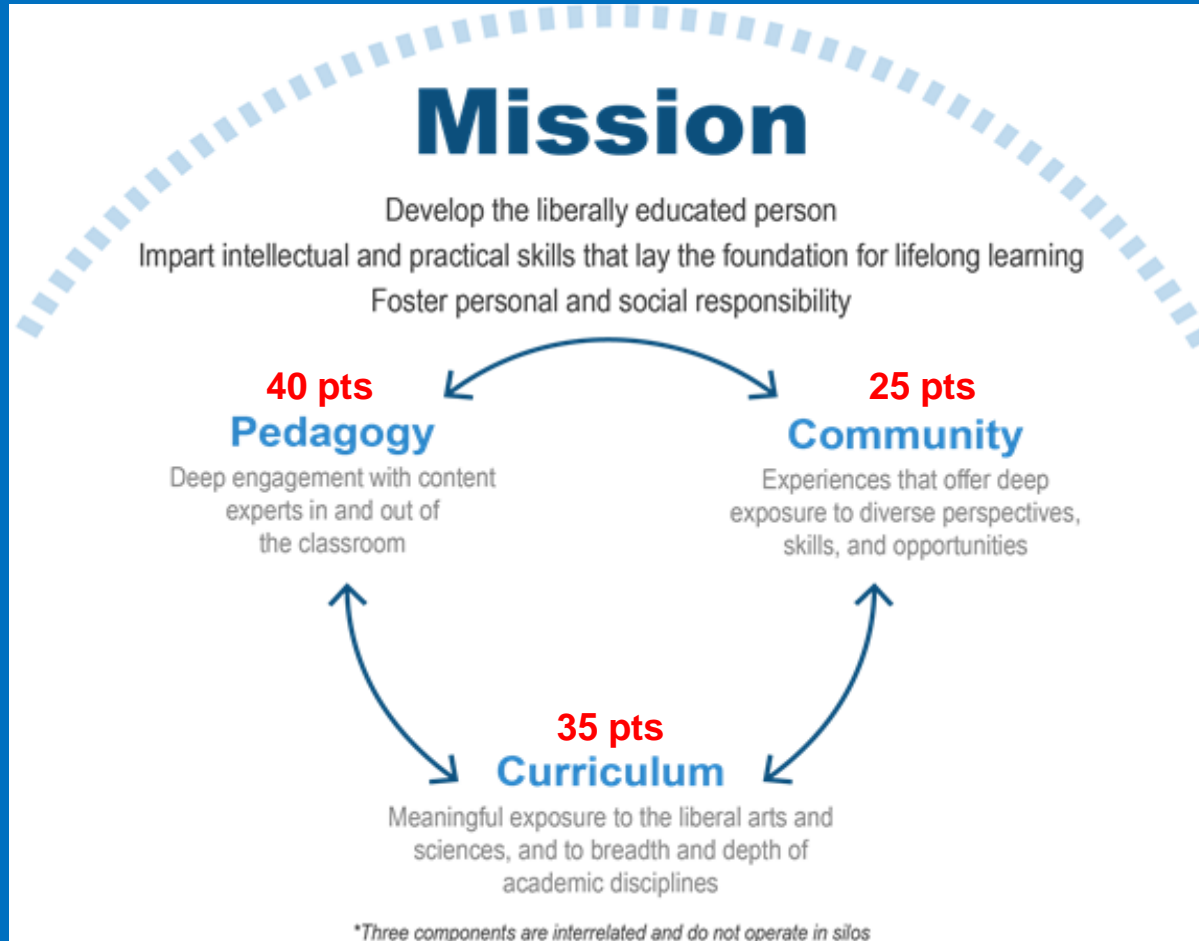 Mission
Develop the liberally educated person
Impart intellectual and practical skills that lay the foundation for lifelong learning
Foster personal and social responsibility
40 pts
Pedagogy
Deep engagement with content
experts in and out of
the classroom
25 pts
Community
Experiences that offer deep
exposure to diverse perspectives,
skills, and opportunities
35 pts
Curriculum
Meaningful exposure to the liberal arts and
sciences, and to breadth and depth of
academic disciplines
*Three components are interrelated and do not operate in silos